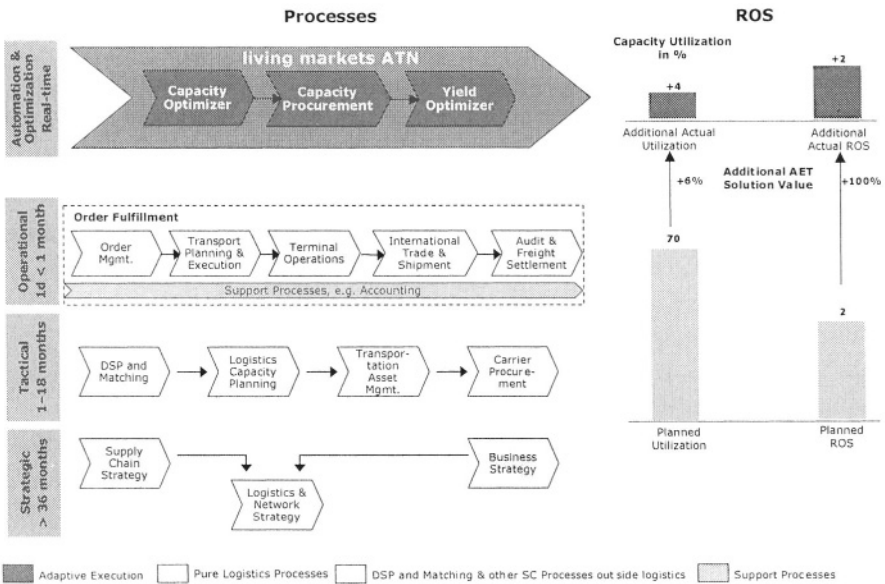 Processes
ROS
Automation &
Optimization
Real-time
living markets ATN
Capacity
Optimizer
Capacity
Procurement
Yield
Optimizer
Capacity Utilization
in %
+4
+2
Additional Actual
Utilization
Additional
Actual ROS
Additional AET
Solution Value
+6%
+100%
Operational
1d < 1 month
Order Fulfillment
Order
Mgmt.
Transport
Planning &
Execution
Terminal
Operations
International
Trade &
Shipment
Audit &
Freight
Settlement
Support Processes, e.g. Accounting
70
2
Planned
Utilization
Planned
ROS
Tactical
1–18 months
DSP and
Matching
Logistics
Capacity
Planning
Transpor-
tation
Asset
Mgmt.
Carrier
Procure-
ment
Strategic
> 36 months
Supply
Chain
Strategy
Logistics &
Network
Strategy
Business
Strategy
Adaptive Execution
Pure Logistics Processes
DSP and Matching & other SC Processes out side logistics
Support Processes